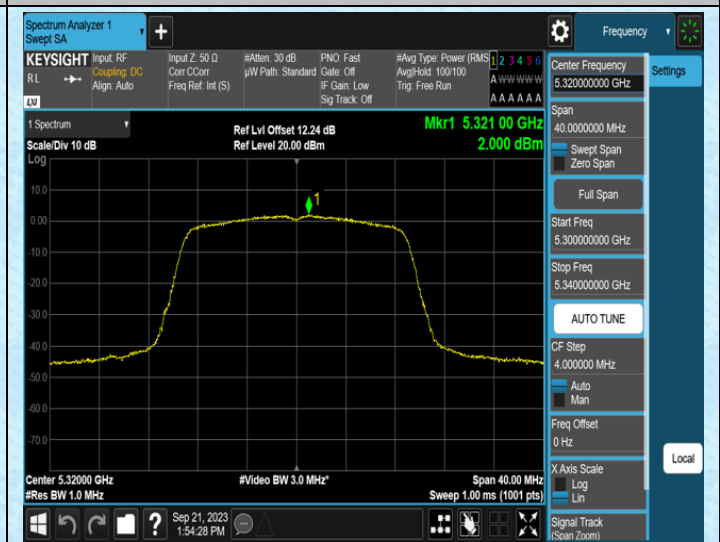 Spectrum Analyzer 1
Swept SA
+
Frequency
KEYSIGHT
RL
LXI
Input: RF
Coupling: DC
Align: Auto
Input Z: 50 Ω
Corr CCorr
Freq Ref: Int (S)
#Atten: 30 dB
µW Path: Standard
PNO: Fast
Gate: Off
IF Gain: Low
Sig Track: Off
#Avg Type: Power (RMS
Avg|Hold: 100/100
Trig: Free Run
1 2 3 4 5 6
A W W W W W
A A A A A A
Center Frequency
5.320000000 GHz
Settings
Span
40.0000000 MHz
Swept Span
Zero Span
Full Span
Start Freq
5.300000000 GHz
Stop Freq
5.340000000 GHz
AUTO TUNE
CF Step
4.000000 MHz
Auto
Man
Freq Offset
0 Hz
X Axis Scale
Log
Lin
Signal Track
(Span Zoom)
Local
1 Spectrum
Scale/Div 10 dB
Log
Ref Lvl Offset 12.24 dB
Ref Level 20.00 dBm
Mkr1 5.321 00 GHz
2.000 dBm
1
10.0
0.00
-10.0
-20.0
-30.0
-40.0
-50.0
-60.0
-70.0
Center 5.32000 GHz
#Res BW 1.0 MHz
#Video BW 3.0 MHz*
Span 40.00 MHz
Sweep 1.00 ms (1001 pts)
?
Sep 21, 2023
1:54:28 PM